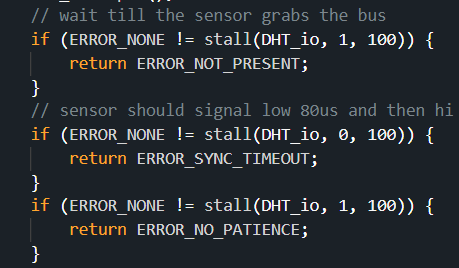 // wait till the sensor grabs the bus
if (ERROR_NONE != stall(DHT_io, 1, 100)) {
return ERROR_NOT_PRESENT;
}
// sensor should signal low 80us and then hi
if (ERROR_NONE != stall(DHT_io, 0, 100)) {
return ERROR_SYNC_TIMEOUT;
}
if (ERROR_NONE != stall(DHT_io, 1, 100)) {
return ERROR_NO_PATIENCE;
}